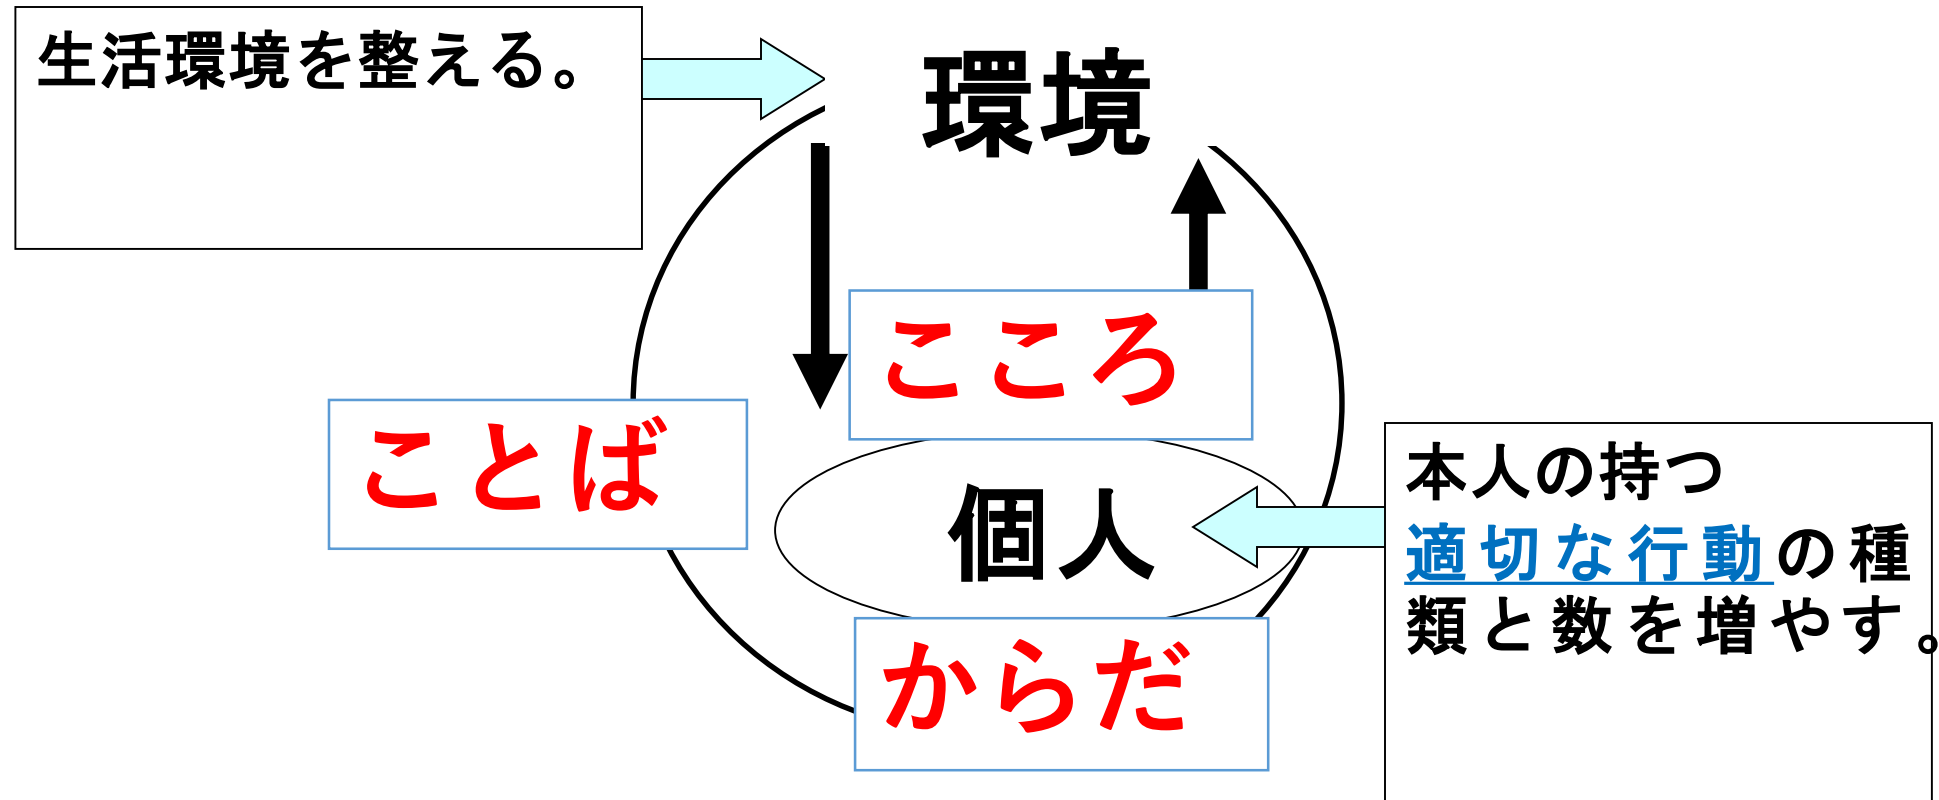 生活環境を整える。
環境
こころ
ことば
個人
本人の持つ
適切な行動の種
類と数を増やす。
からだ